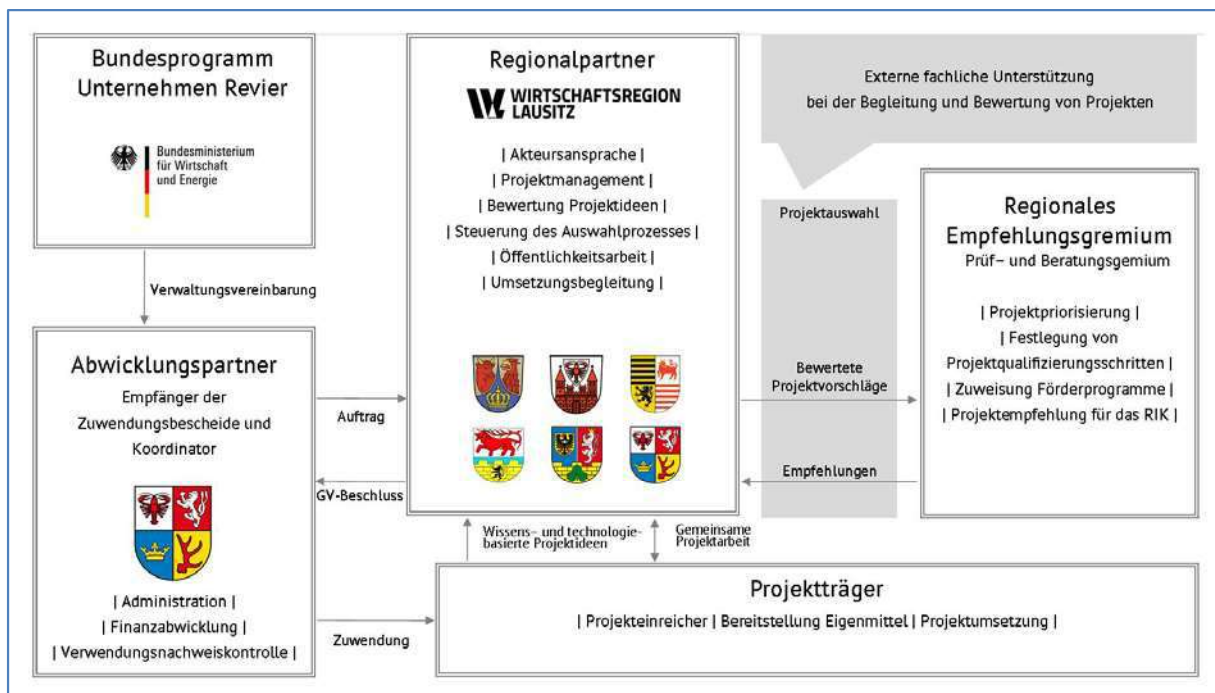 Bundesprogramm
Unternehmen Revier
Bundesministerium
für Wirtschaft
und Energie
Verwaltungsvereinbarung
Abwicklungspartner
Empfänger der
Zuwendungsbescheide und
Koordinator
| Administration |
| Finanzabwicklung |
| Verwendungsnachweiskontrolle |
Auftrag
GV-Beschluss
Zuwendung
Regionalpartner
WIRTSCHAFTSREGION
LAUSITZ
| Akteursansprache |
| Projektmanagement |
| Bewertung Projektideen |
| Steuerung des Auswahlprozesses |
| Öffentlichkeitsarbeit |
| Umsetzungsbegleitung |
Wissens- und technologie-
basierte Projektideen
Gemeinsame
Projektarbeit
Externe fachliche Unterstützung
bei der Begleitung und Bewertung von Projekten
Projektauswahl
Bewertete
Projektvorschläge
Empfehlungen
Regionales
Empfehlungsgremium
Prüf- und Beratungsgemium
| Projektpriorisierung |
| Festlegung von
Projektqualifizierungsschritten |
| Zuweisung Förderprogramme |
| Projektempfehlung für das RIK |
Projektträger
| Projekteinreicher | Bereitstellung Eigenmittel | Projektumsetzung |